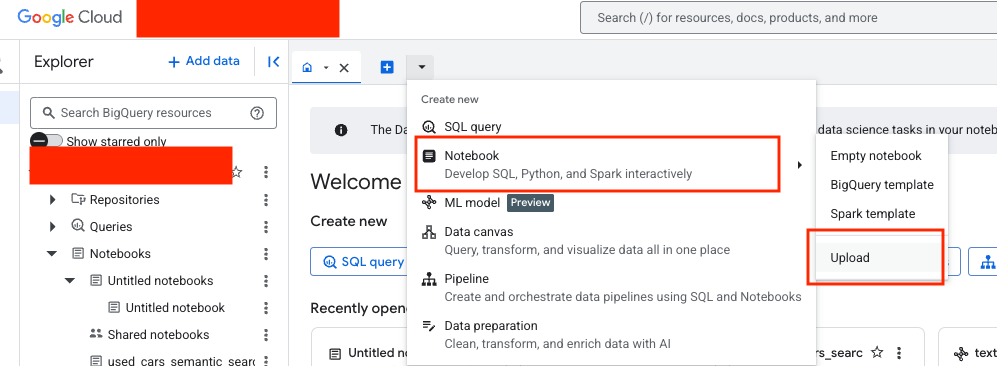 Google Cloud
Search (/) for resources, docs, products, and more
Explorer
+ Add data
Search BigQuery resources
Show starred only
Repositories
Queries
Notebooks
Untitled notebooks
Untitled notebook
Shared notebooks
used_cars_semantic_searc
Create new
SQL query
Notebook
Develop SQL, Python, and Spark interactively
ML model Preview
Data canvas
Query, transform, and visualize data all in one place
Pipeline
Create and orchestrate data pipelines using SQL and Notebooks
Data preparation
Clean, transform, and enrich data with AI
Empty notebook
BigQuery template
Spark template
Upload
The Da
data science tasks in your noteb
Welcome
Create new
SQL query
Recently opene
Untitled no
rs_searc
text